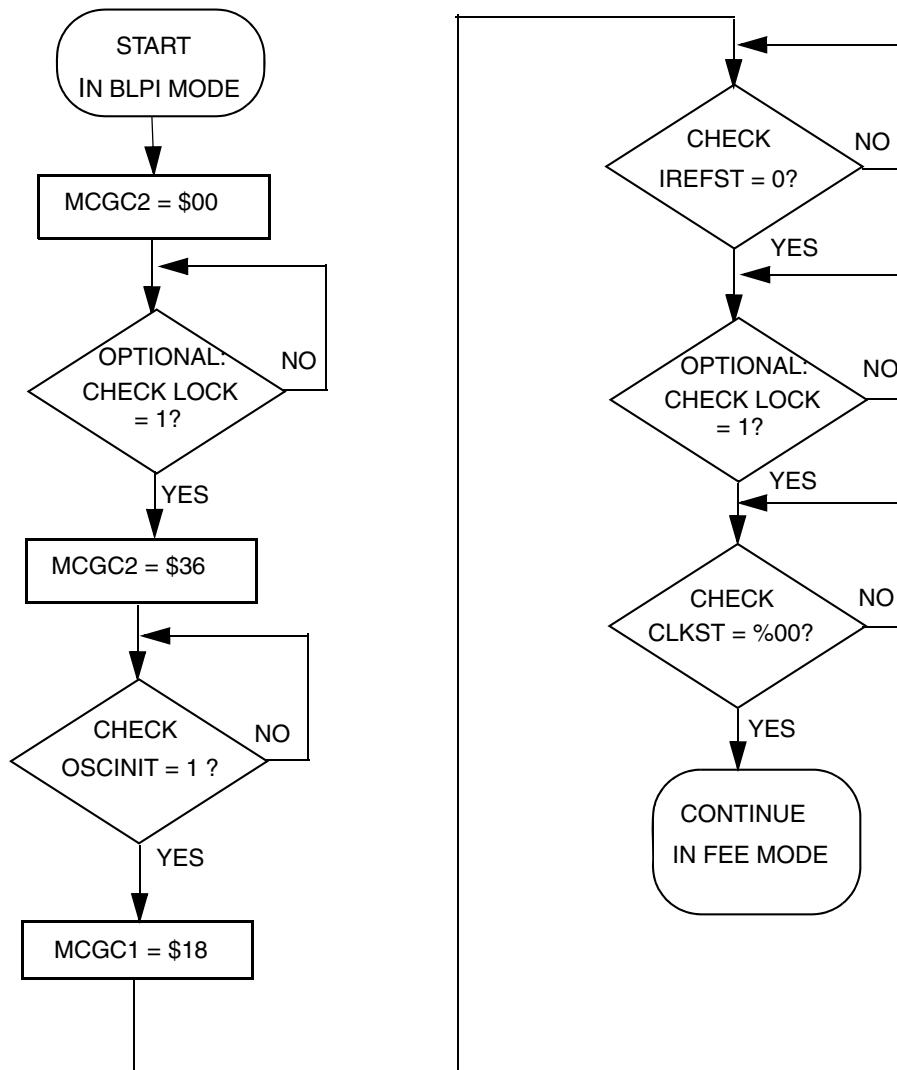 START
IN BLPI MODE
MCGC2 = $00
OPTIONAL:
CHECK LOCK
= 1?
NO
YES
MCGC2 = $36
CHECK
OSCINIT = 1 ?
NO
YES
MCGC1 = $18
CHECK
IREFST = 0?
NO
YES
OPTIONAL:
CHECK LOCK
= 1?
NO
YES
CHECK
CLKST = %00?
NO
YES
CONTINUE
IN FEE MODE